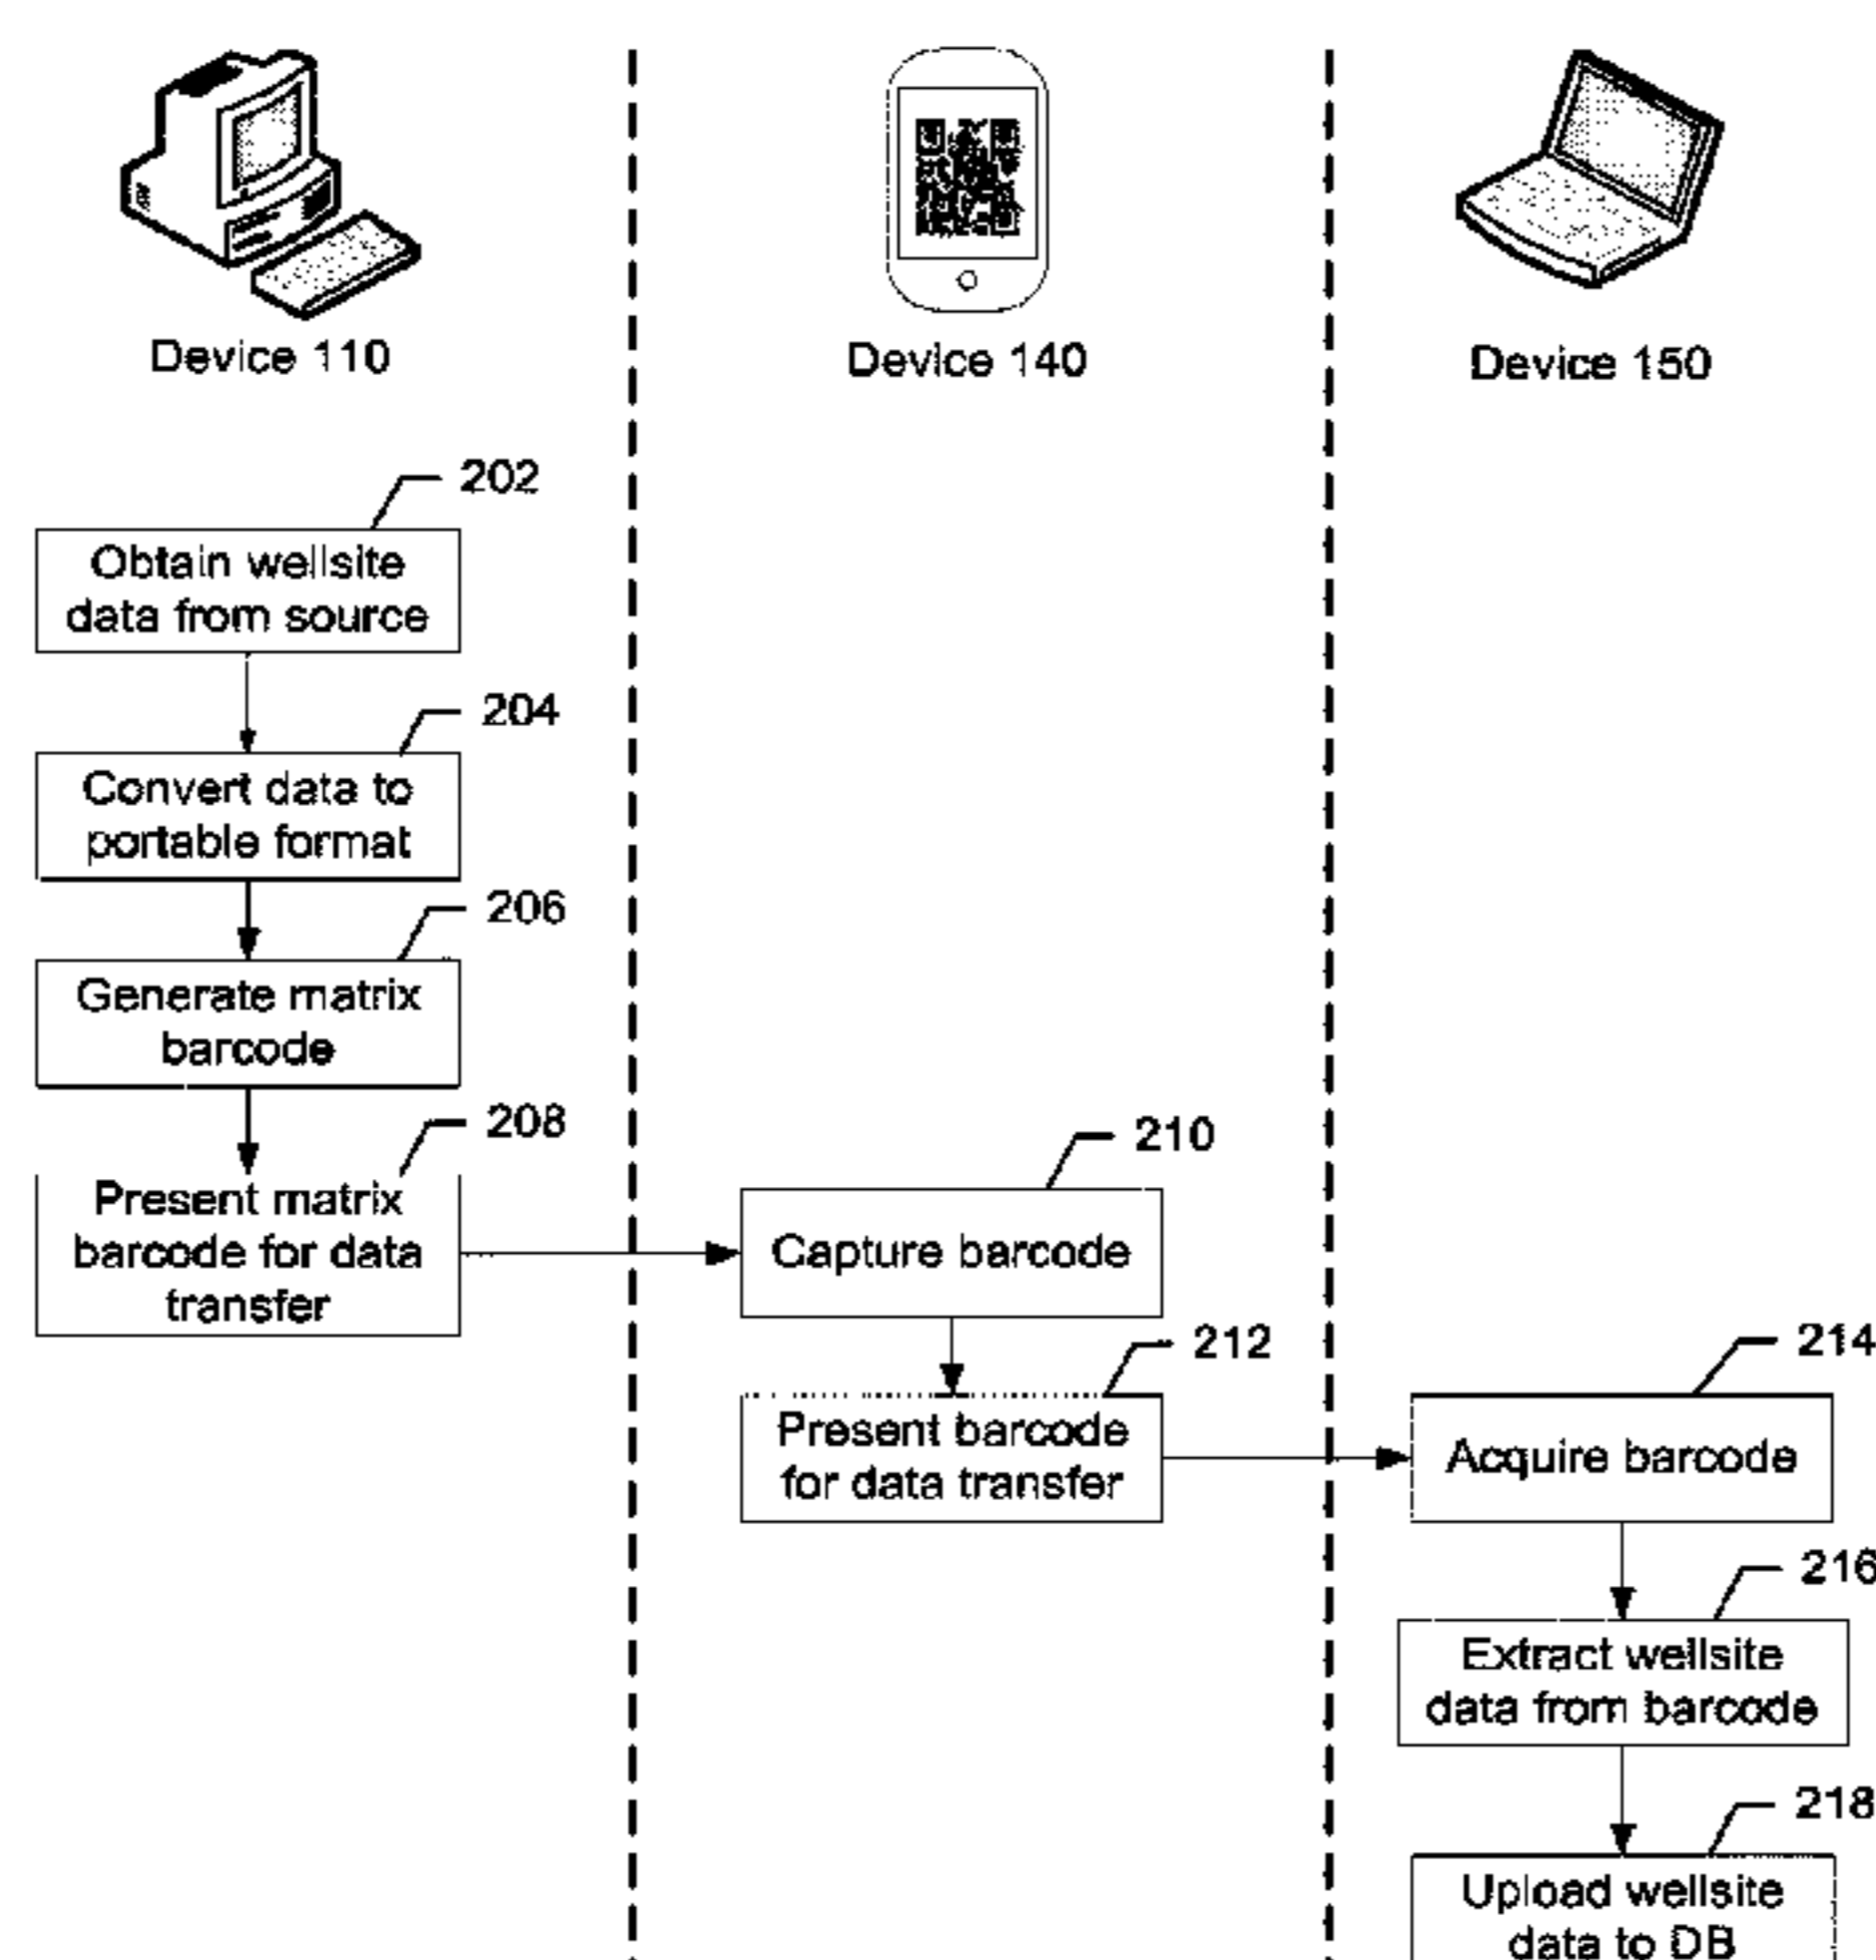 Device 110
Device 140
Device 150
202
Obtain wellsite
data from source
204
Convert data to
portable format
206
Generate matrix
barcode
208
Present matrix
barcode for data
transfer
210
Capture barcode
212
Present barcode
for data transfer
214
Acquire barcode
216
Extract wellsite
data from barcode
218
Upload wellsite
data to DB